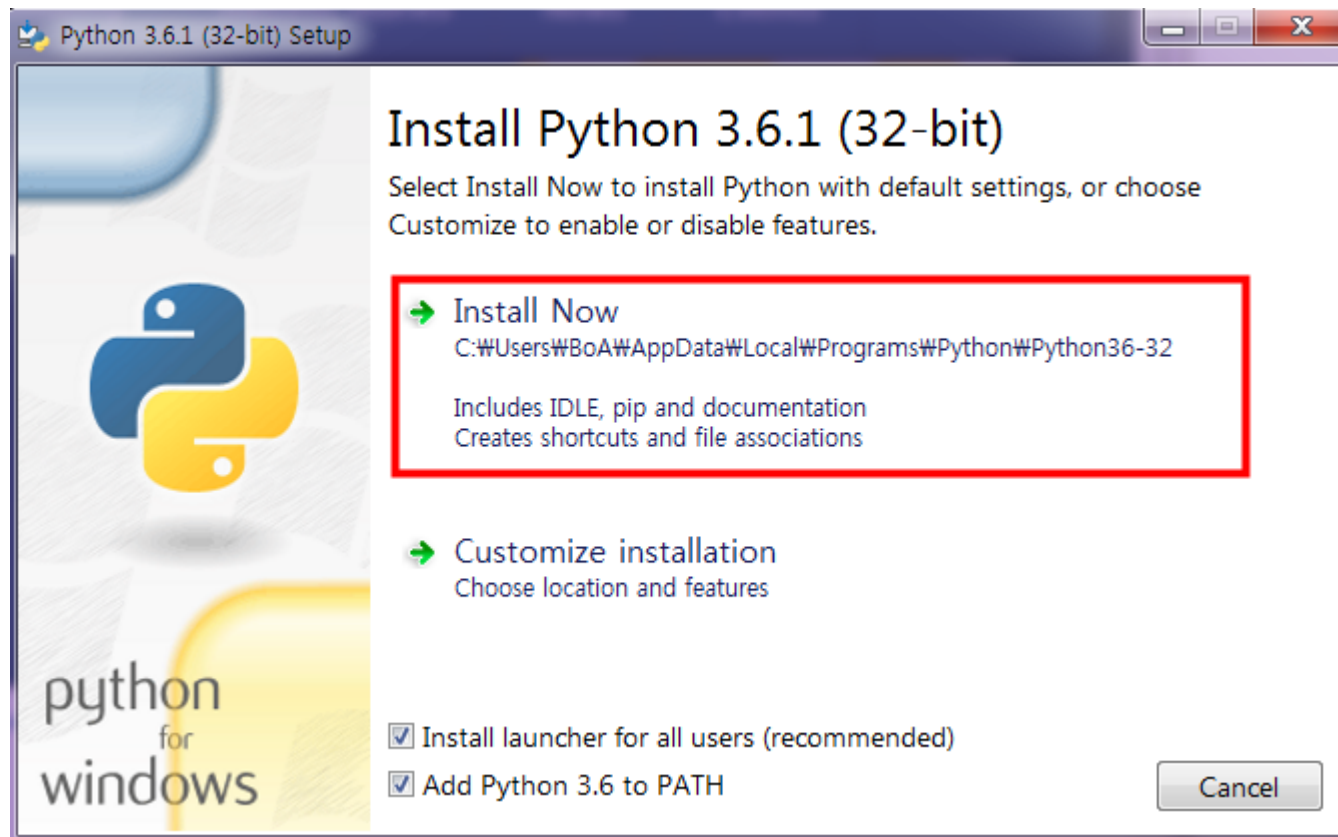 Python 3.6.1 (32-bit) Setup
Install Python 3.6.1 (32-bit)
Select Install Now to install Python with default settings, or choose
Customize to enable or disable features.
Install Now
C:₩Users₩BoA₩AppData₩Local₩Programs₩Python₩Python36-32
Includes IDLE, pip and documentation
Creates shortcuts and file associations
Customize installation
Choose location and features
python
for
windows
Install launcher for all users (recommended)
Add Python 3.6 to PATH
Cancel